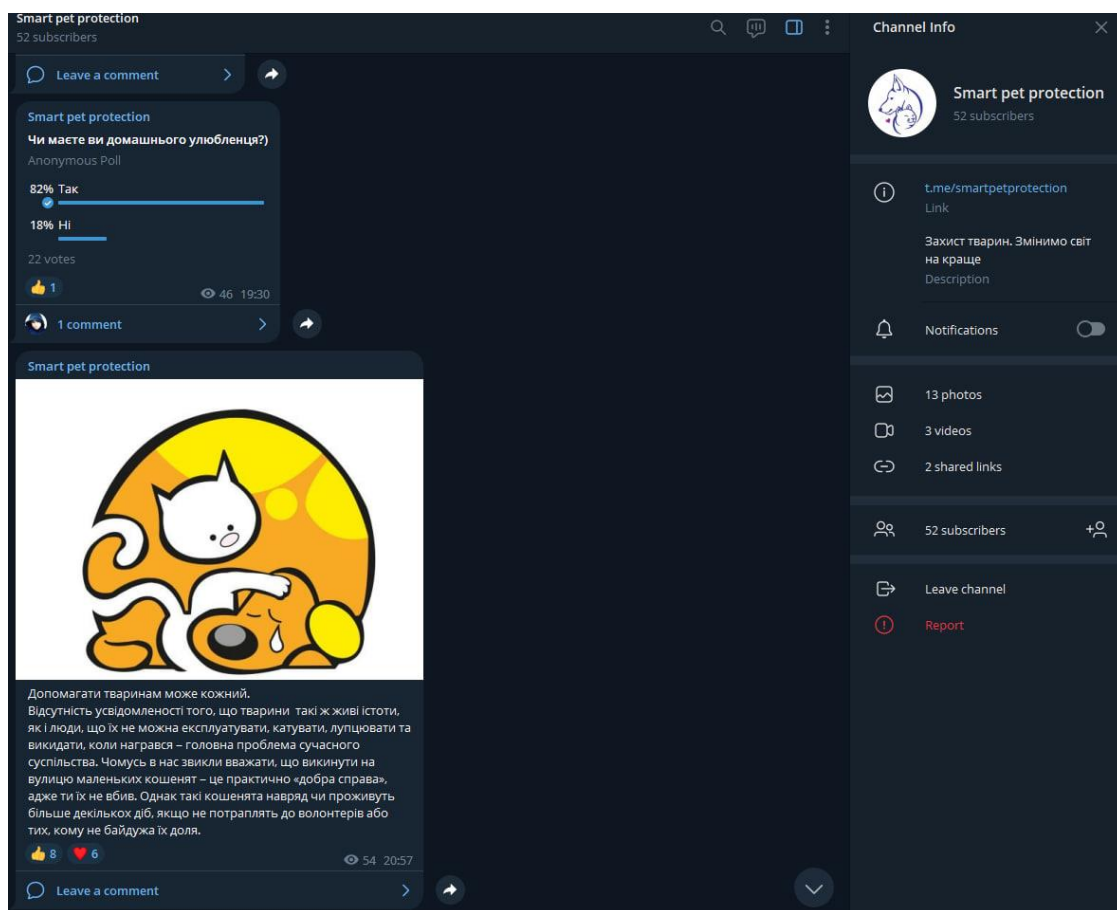 Smart pet protection
52 subscribers
Leave a comment
Smart pet protection
Чи маєте ви домашнього улюбленця?)
Anonymous Poll
82% Так
18% Ні
22 votes
👍 1
46 19:30
1 comment
Smart pet protection
Допомагати тваринам може кожний.
Відсутність усвідомленості того, що тварини такі ж живі істоти,
як і люди, що їх не можна експлуатувати, катувати, лупцювати та
викидати, коли награвся – головна проблема сучасного
суспільства. Чомусь в нас звикли вважати, що викинути на
вулицю маленьких кошенят – це практично «добра справа»,
адже ти їх не вбив. Однак такі кошенята навряд чи проживуть
більше декількох діб, якщо не потраплять до волонтерів або
тих, кому не байдужа їх доля.
👍 8 ❤️ 6
54 20:57
Leave a comment
Channel Info
Smart pet protection
52 subscribers
t.me/smartpetprotection
Link
Захист тварин. Змінимо світ
на краще
Description
Notifications
13 photos
3 videos
2 shared links
52 subscribers
Leave channel
Report